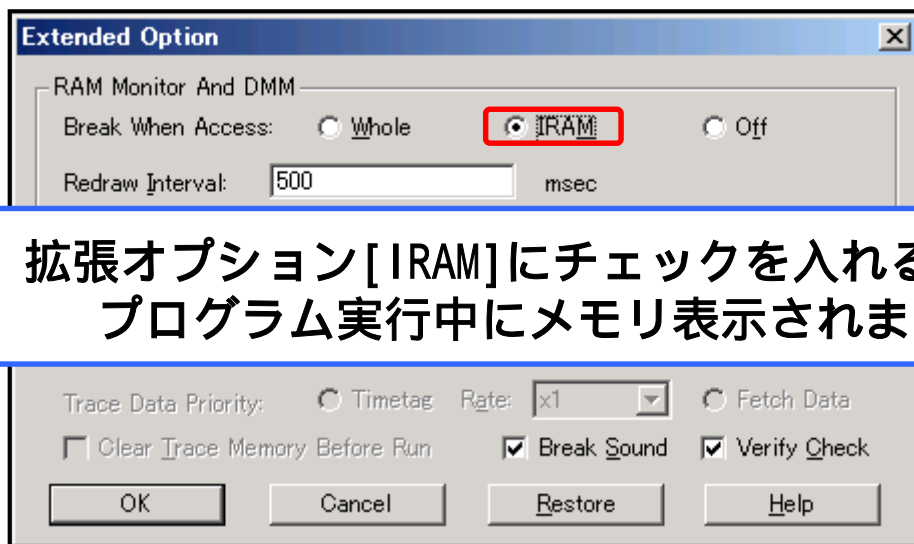 Extended Option
RAM Monitor And DMM
Break When Access: Whole IRAM Off
Redraw Interval: 500 msec
拡張オプション[IRAM]にチェックを入れる
プログラム実行中にメモリ表示されま
Trace Data Priority: Timetag Rate: x1 Fetch Data
Clear Trace Memory Before Run Break Sound Verify Check
OK Cancel Restore Help